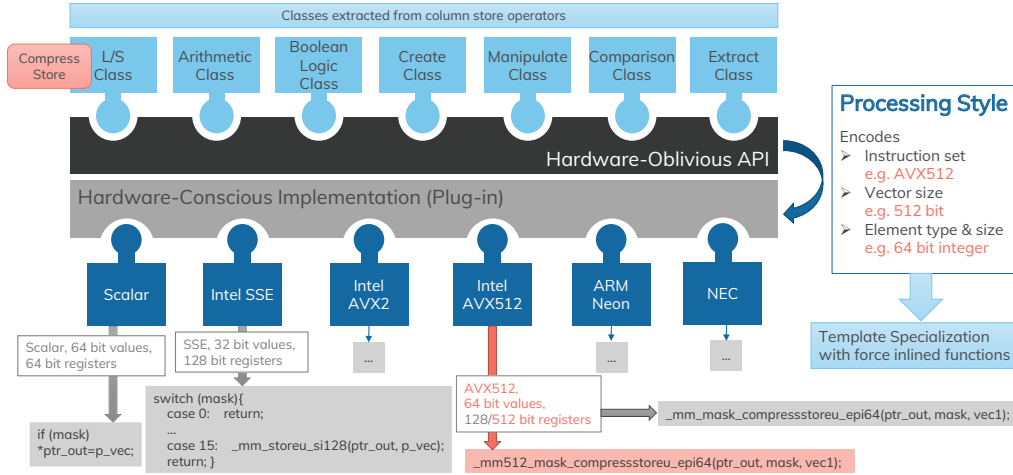 Classes extracted from column store operators
Compress
Store
L/S
Class
Arithmetic
Class
Boolean
Logic
Class
Create
Class
Manipulate
Class
Comparison
Class
Extract
Class
Hardware-Oblivious API
Hardware-Conscious Implementation (Plug-in)
Processing Style
Encodes
➢ Instruction set
e.g. AVX512
➢ Vector size
e.g. 512 bit
➢ Element type & size
e.g. 64 bit integer
Template Specialization
with force inlined functions
Scalar
Intel SSE
Intel
AVX2
Intel
AVX512
ARM
Neon
NEC
Scalar, 64 bit values,
64 bit registers
SSE, 32 bit values,
128 bit registers
...
...
...
if (mask)
*ptr_out=p_vec;
switch (mask){
case 0: return;
...
case 15: _mm_storeu_si128(ptr_out, p_vec)
return; }
AVX512,
64 bit values,
128/512 bit registers
_mm_mask_compressstoreu_epi64(ptr_out, mask, vec1);
_mm512_mask_compressstoreu_epi64(ptr_out, mask, vec1);